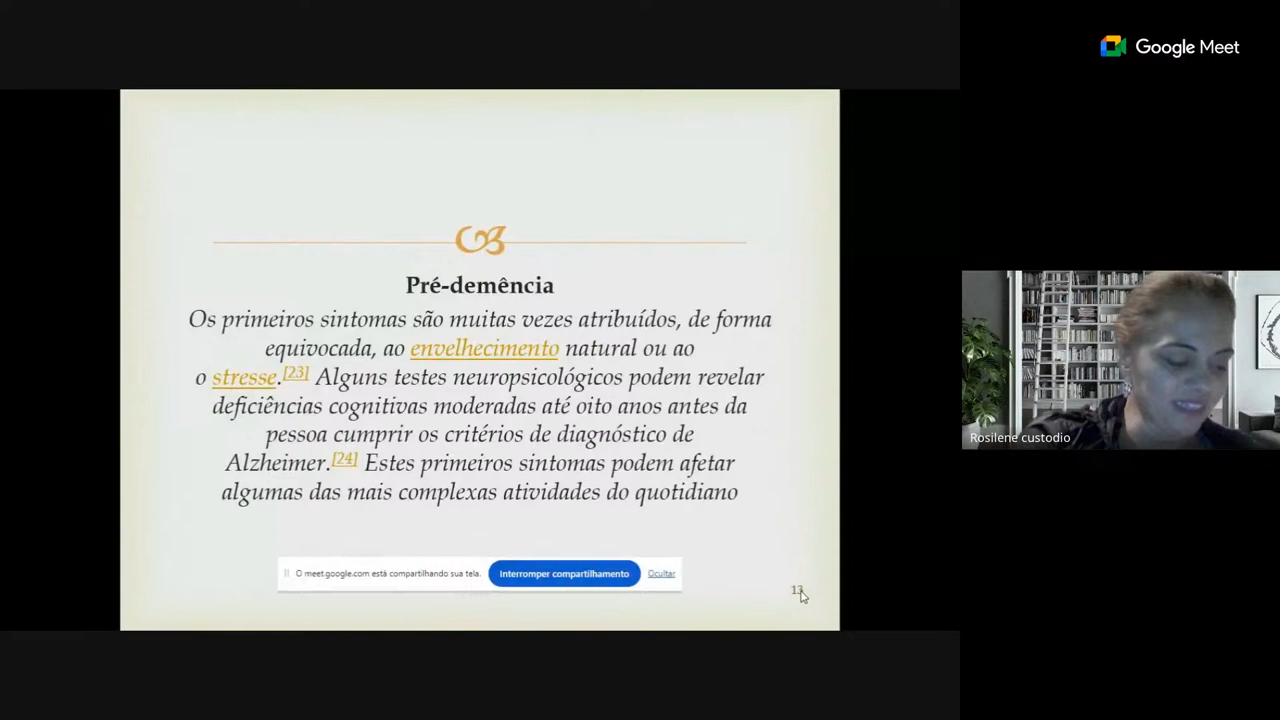 Google Meet
Pré-demência
Os primeiros sintomas são muitas vezes atribuídos, de forma
equivocada, ao envelhecimento natural ou ao
o stresse.[23] Alguns testes neuropsicológicos podem revelar
deficiências cognitivas moderadas até oito anos antes da
pessoa cumprir os critérios de diagnóstico de
Alzheimer.[24] Estes primeiros sintomas podem afetar
algumas das mais complexas atividades do quotidiano
Rosilene custodio
O meet.google.com está compartilhando sua tela. Interromper compartilhamento Ocultar
13